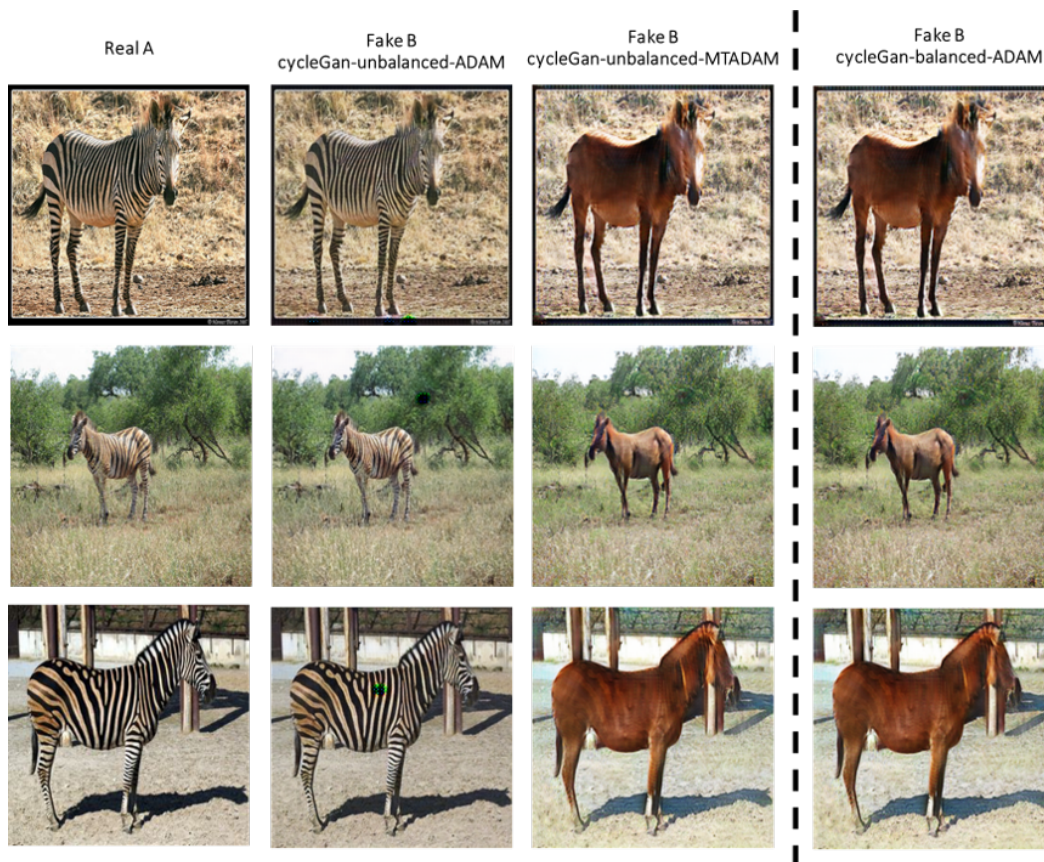 Real A
Fake B
cycleGan-unbalanced-ADAM
Fake B
cycleGan-unbalanced-MTADAM
Fake B
cycleGan-balanced-ADAM